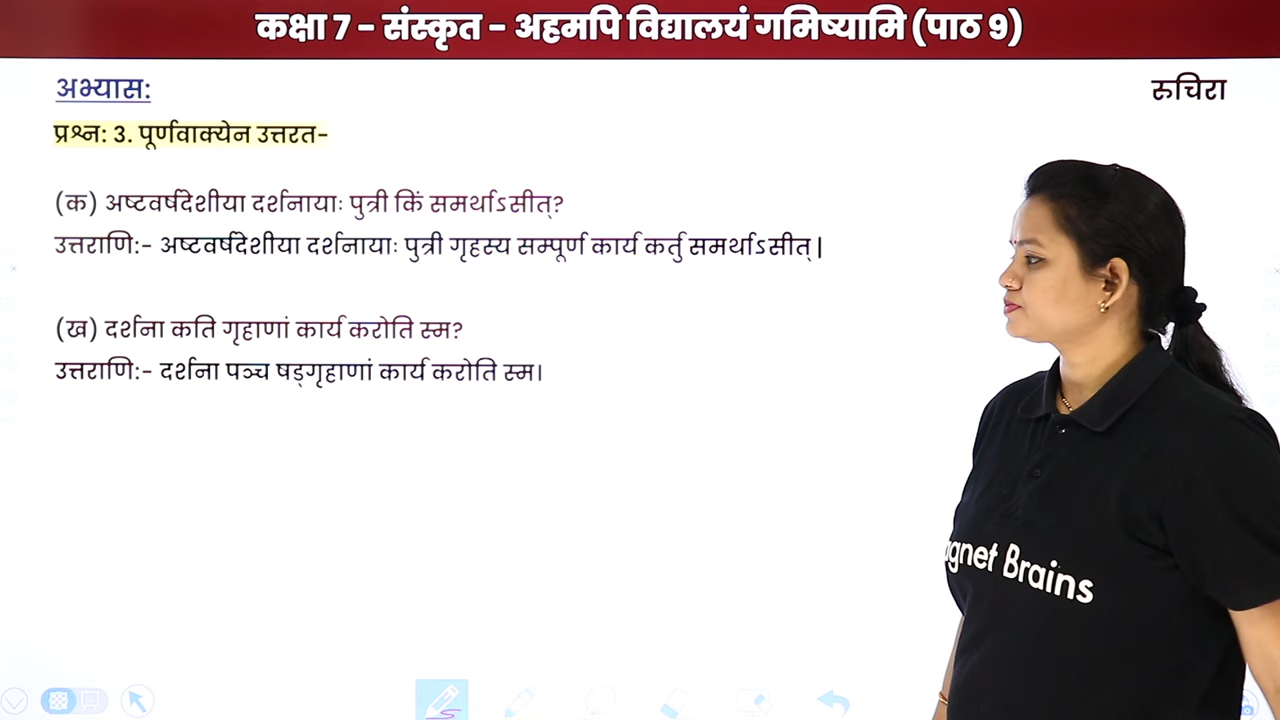 कक्षा 7 - संस्कृत - अहमपि विद्यालयं गमिष्यामि (पाठ 9)
अभ्यास:
रुचिरा
प्रश्न: 3. पूर्णवाक्येन उत्तरत-
(क) अष्टवर्षदेशीया दर्शनायाः पुत्री किं समर्थाऽसीत्?
उत्तराणि:- अष्टवर्षदेशीया दर्शनायाः पुत्री गृहस्य सम्पूर्ण कार्य कर्तु समर्थाऽसीत् |
(ख) दर्शना कति गृहाणां कार्य करोति स्म?
उत्तराणि:- दर्शना पञ्च षड्गृहाणां कार्य करोति स्म।
gnet Brains